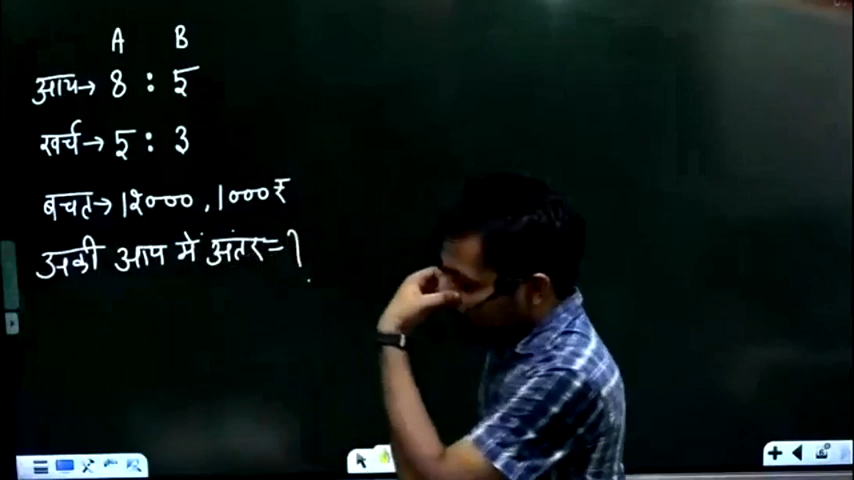 A B
आय→ 8 : 5
खर्च→ 5 : 3
बचत→ 12000, 1000₹
उनकी आय में अंतर=?